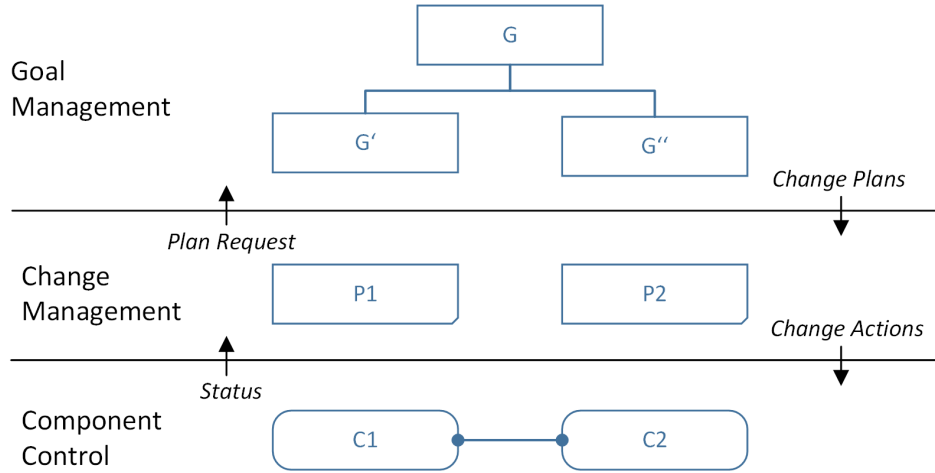 G
Goal
Management
G‘
G‘‘
Change Plans
Plan Request
Change
Management
P1
P2
Change Actions
Status
Component
Control
C1
C2